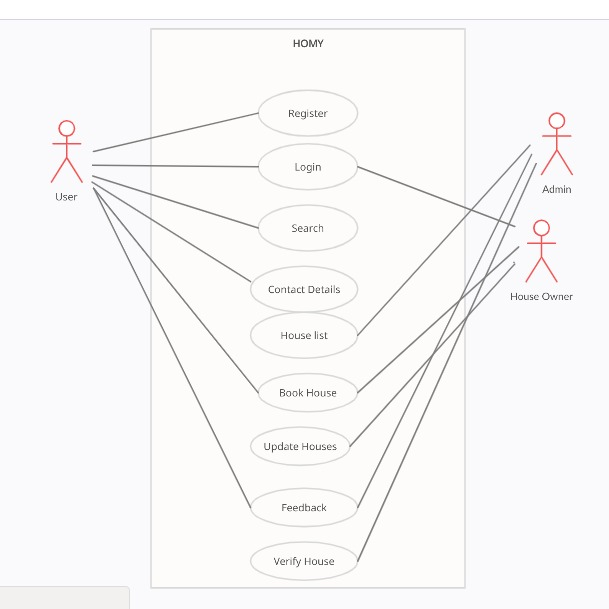 HOMY
Register
Login
Search
Contact Details
House list
Book House
Update Houses
Feedback
Verify House
User
Admin
House Owner